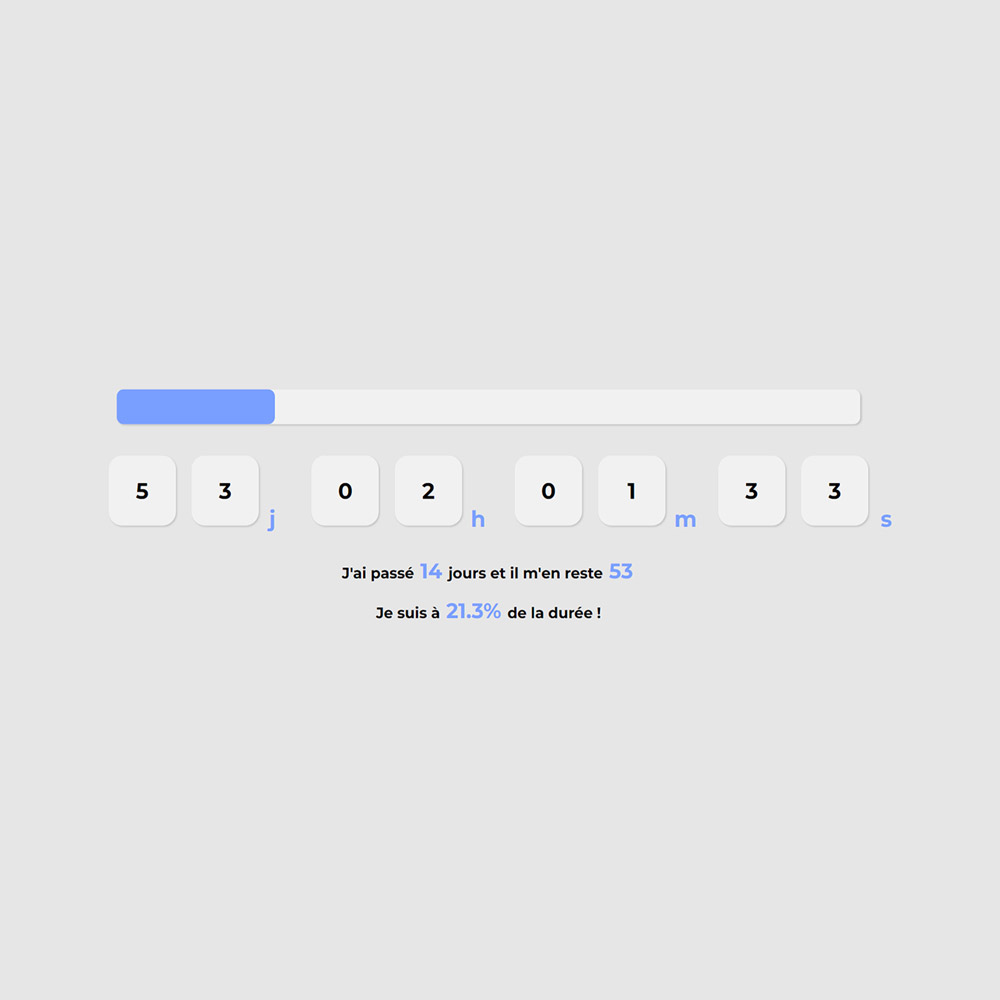 5 3 j 0 2 h 0 1 m 3 3 s
J'ai passé 14 jours et il m'en reste 53
Je suis à 21.3% de la durée !